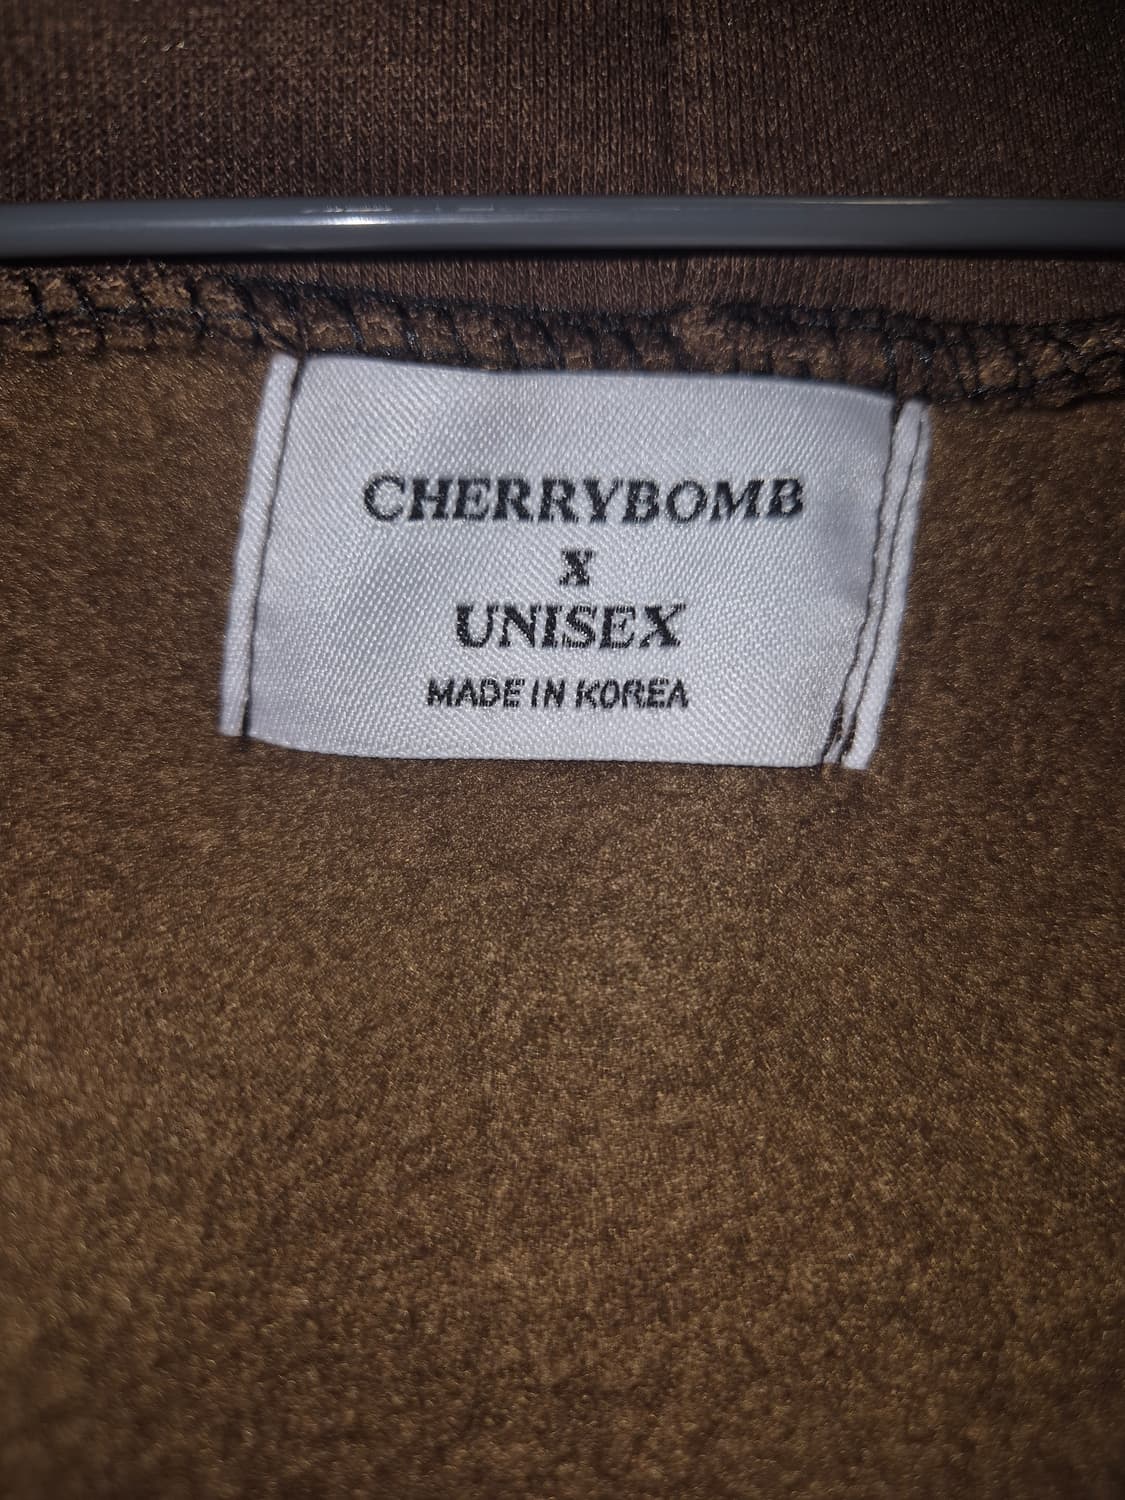 CHERRYBOMB
X
UNISEX
MADE IN KOREA